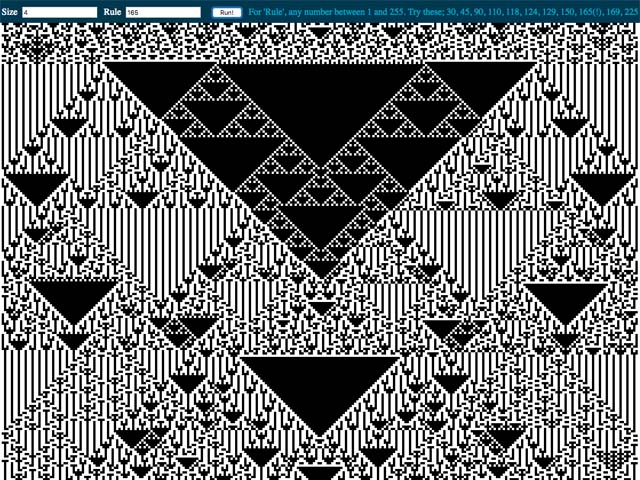 Size 4 Rule 165 Run! For 'Rule', any number between 1 and 255. Try these; 30, 45, 90, 110, 118, 124, 129, 150, 165(!), 169, 225